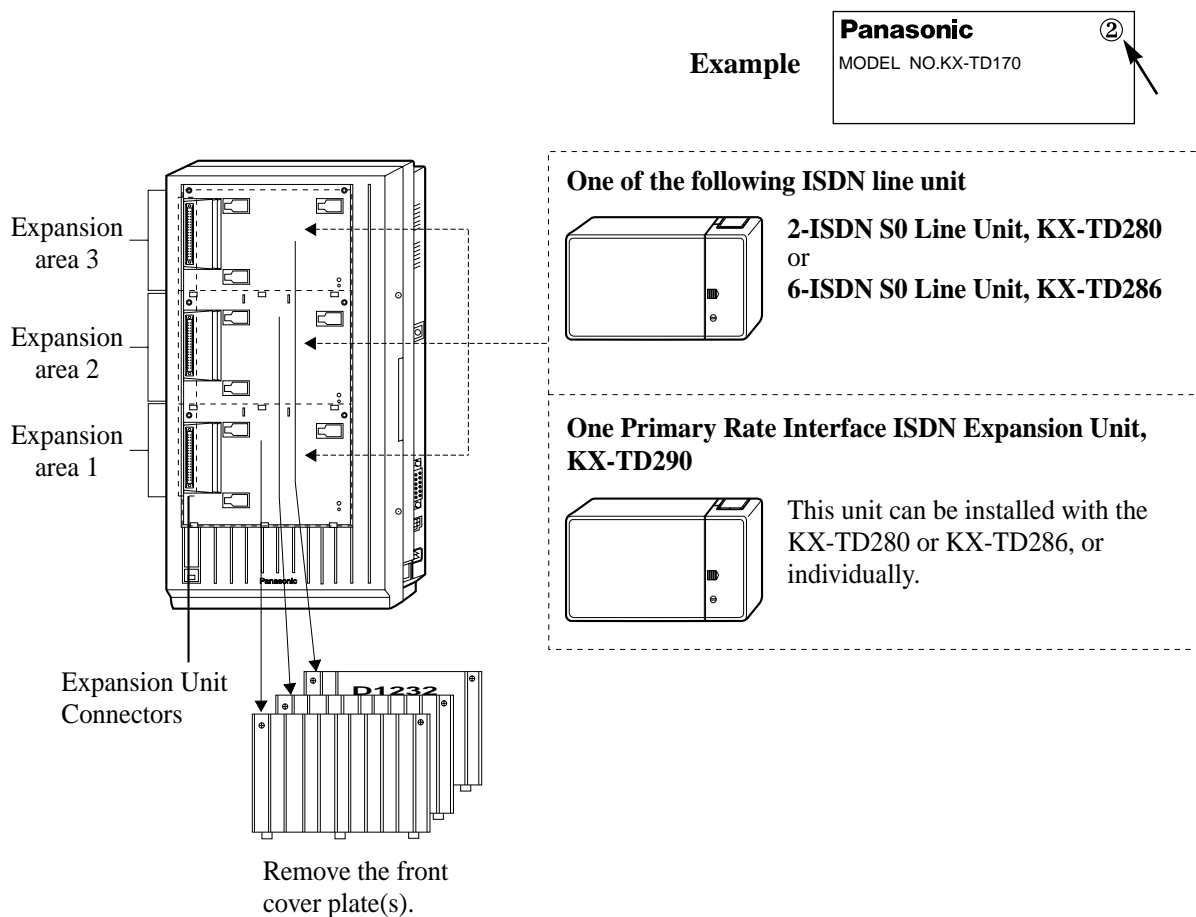 Example
Panasonic ②
MODEL NO.KX-TD170
One of the following ISDN line unit
2-ISDN S0 Line Unit, KX-TD280
or
6-ISDN S0 Line Unit, KX-TD286
Expansion
area 3
Expansion
area 2
Expansion
area 1
One Primary Rate Interface ISDN Expansion Unit,
KX-TD290
This unit can be installed with the
KX-TD280 or KX-TD286, or
individually.
Panasonic
Expansion Unit
Connectors
D1232
Remove the front
cover plate(s).